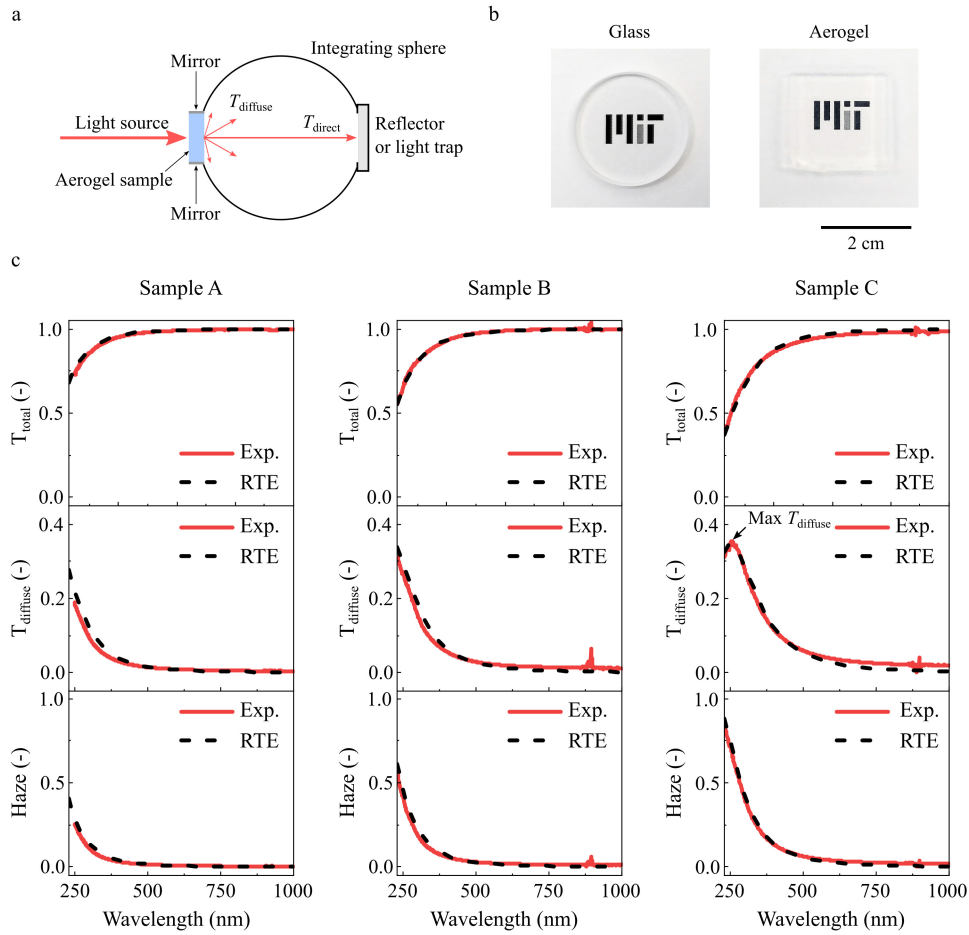 a
Mirror
Integrating sphere
T_diffuse
Light source
T_direct
Reflector
or light trap
Aerogel sample
Mirror
b
Glass
Aerogel
MIT
MIT
2 cm
c
Sample A
Sample B
Sample C
1.0
0.5
0.0
T_total (-)
Exp.
RTE
1.0
0.5
0.0
T_total (-)
Exp.
RTE
1.0
0.5
0.0
T_total (-)
Exp.
RTE
0.4
0.2
0.0
T_diffuse (-)
Exp.
RTE
0.4
0.2
0.0
T_diffuse (-)
Exp.
RTE
0.4
0.2
0.0
T_diffuse (-)
Max T_diffuse
Exp.
RTE
1.0
0.5
0.0
Haze (-)
Exp.
RTE
250 500 750 1000
Wavelength (nm)
1.0
0.5
0.0
Haze (-)
Exp.
RTE
250 500 750 1000
Wavelength (nm)
1.0
0.5
0.0
Haze (-)
Exp.
RTE
250 500 750 1000
Wavelength (nm)